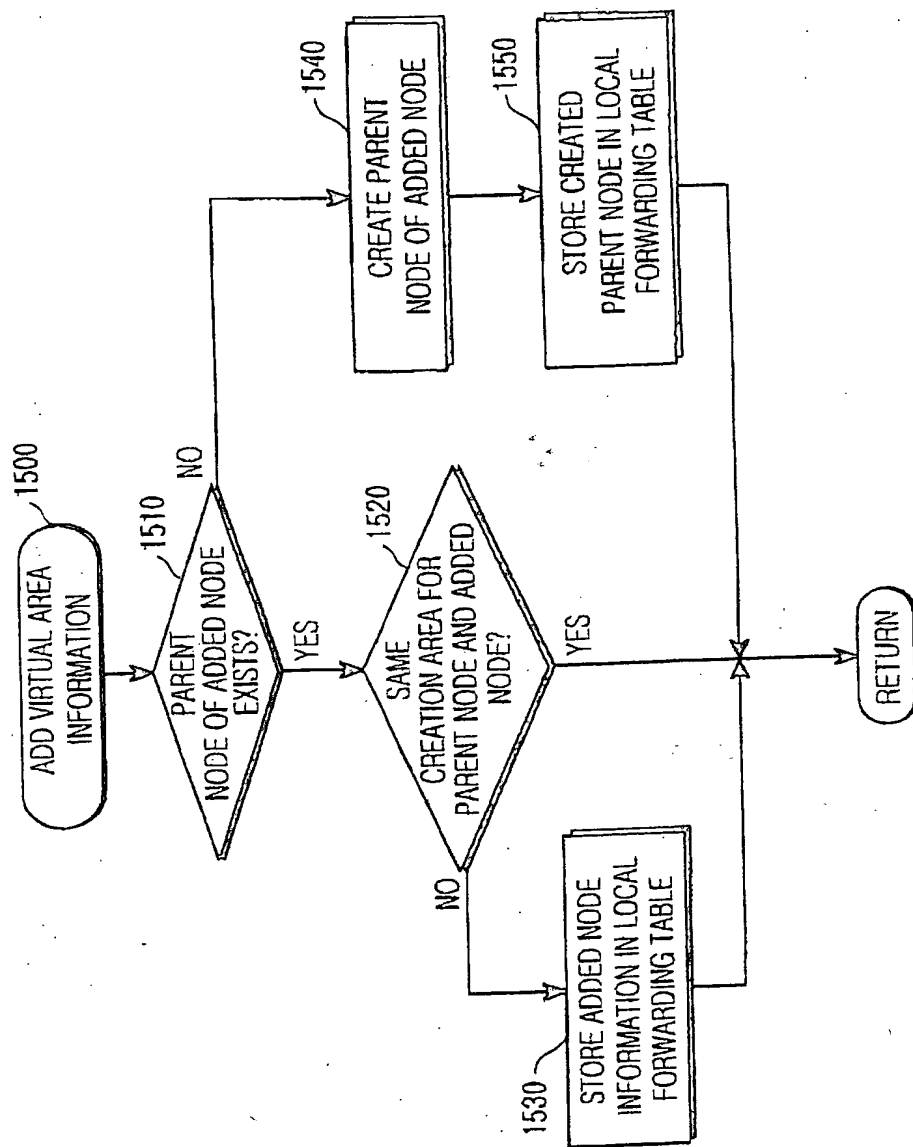 1500
ADD VIRTUAL AREA
INFORMATION
1510
PARENT
NODE OF ADDED NODE
EXISTS?
NO
YES
1520
SAME
CREATION AREA FOR
PARENT NODE AND ADDED
NODE?
NO
YES
1530
STORE ADDED NODE
INFORMATION IN LOCAL
FORWARDING TABLE
1540
CREATE PARENT
NODE OF ADDED NODE
1550
STORE CREATED
PARENT NODE IN LOCAL
FORWARDING TABLE
RETURN